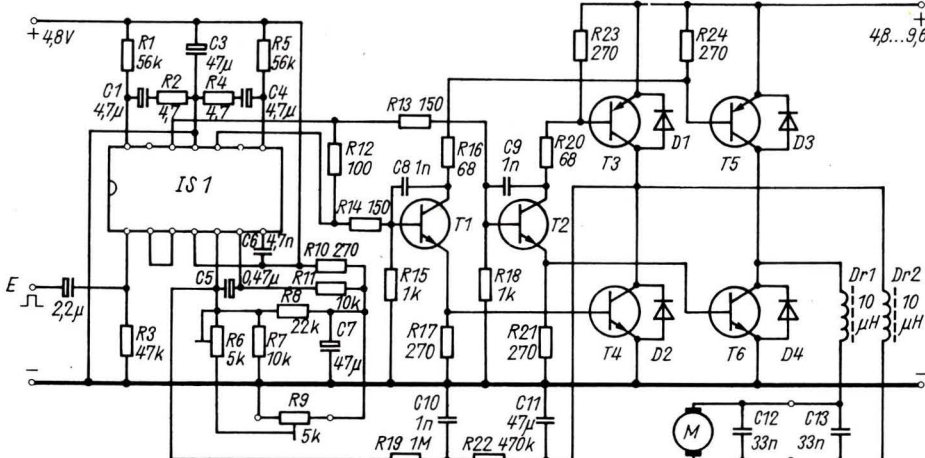 + 4,8V
R1
56k
C3
47µ
R5
56k
R23
270
R24
270
+
4,8...9,6
C1
4,7µ
R2
4,7
R4
4,7
C4
4,7µ
R13 150
R12
100
R16
68
C8
1n
C9
1n
R20
68
T3
D1
T5
D3
IS 1
R14 150
T1
T2
C6
4,7n
R10 270
C5
0,47µ
R11
10k
R15
1k
R18
1k
E
2,2µ
R8
22k
C7
47µ
R3
47k
R6
5k
R7
10k
R17
270
R21
270
T4
D2
T6
D4
Dr1
10
µH
Dr2
10
µH
−
−
R9
5k
C10
1n
C11
47µ
R19 1M
R22 470k
M
C12
33n
C13
33n